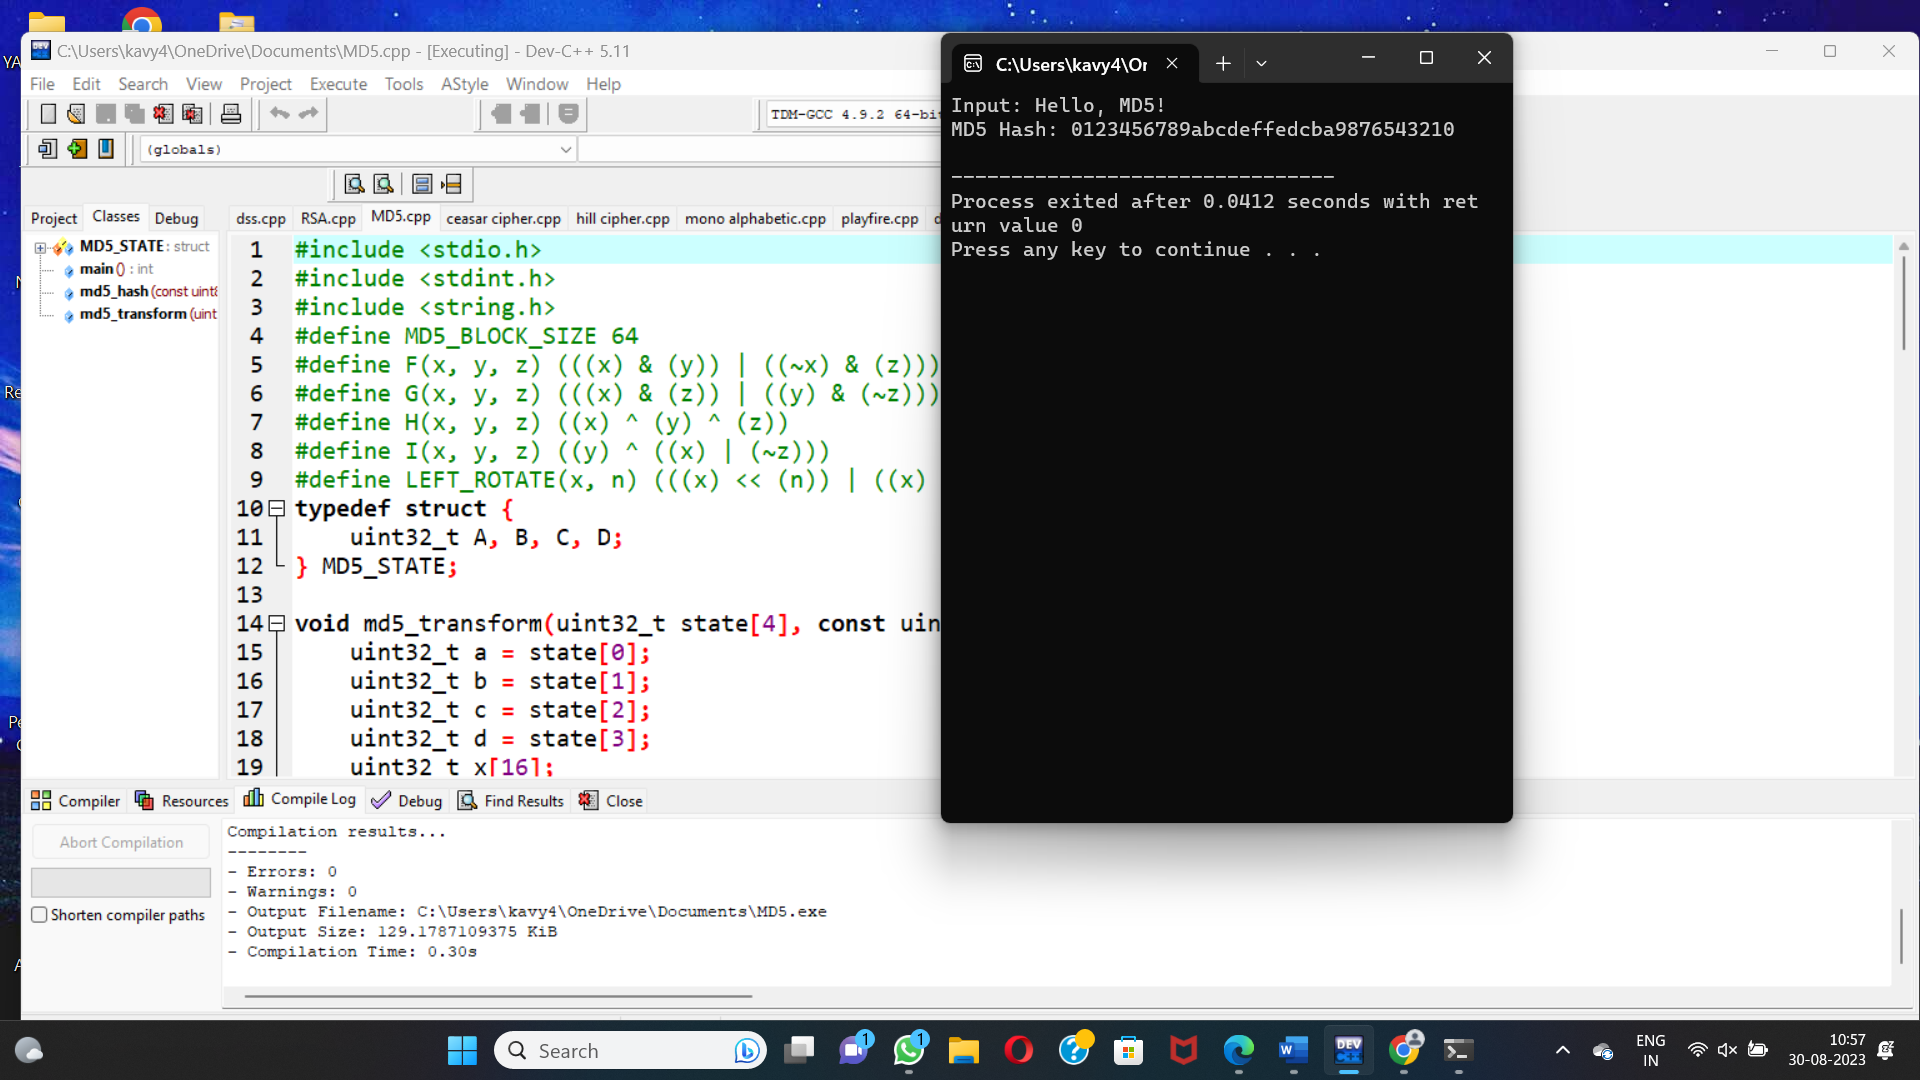 C:\Users\kavy4\OneDrive\Documents\MD5.cpp - [Executing] - Dev-C++ 5.11
File Edit Search View Project Execute Tools AStyle Window Help
TDM-GCC 4.9.2 64-bit
(globals)
Project Classes Debug
dss.cpp RSA.cpp MD5.cpp ceasar cipher.cpp hill cipher.cpp mono alphabetic.cpp playfire.cpp
MD5_STATE : struct
main () : int
md5_hash (const uint8
md5_transform (uint
1 #include <stdio.h>
2 #include <stdint.h>
3 #include <string.h>
4 #define MD5_BLOCK_SIZE 64
5 #define F(x, y, z) (((x) & (y)) | ((~x) & (z)))
6 #define G(x, y, z) (((x) & (z)) | ((y) & (~z)))
7 #define H(x, y, z) ((x) ^ (y) ^ (z))
8 #define I(x, y, z) ((y) ^ ((x) | (~z)))
9 #define LEFT_ROTATE(x, n) (((x) << (n)) | ((x)
10 typedef struct {
11 uint32_t A, B, C, D;
12 } MD5_STATE;
13
14 void md5_transform(uint32_t state[4], const uin
15 uint32_t a = state[0];
16 uint32_t b = state[1];
17 uint32_t c = state[2];
18 uint32_t d = state[3];
19 uint32_t x[16];
C:\Users\kavy4\Or
Input: Hello, MD5!
MD5 Hash: 0123456789abcdeffedcba9876543210
--------------------------------
Process exited after 0.0412 seconds with ret
urn value 0
Press any key to continue . . .
Compiler Resources Compile Log Debug Find Results Close
Abort Compilation
Shorten compiler paths
Compilation results...
--------
- Errors: 0
- Warnings: 0
- Output Filename: C:\Users\kavy4\OneDrive\Documents\MD5.exe
- Output Size: 129.1787109375 KiB
- Compilation Time: 0.30s
Search
1
1
DEV
C++
ENG
IN
10:57
30-08-2023